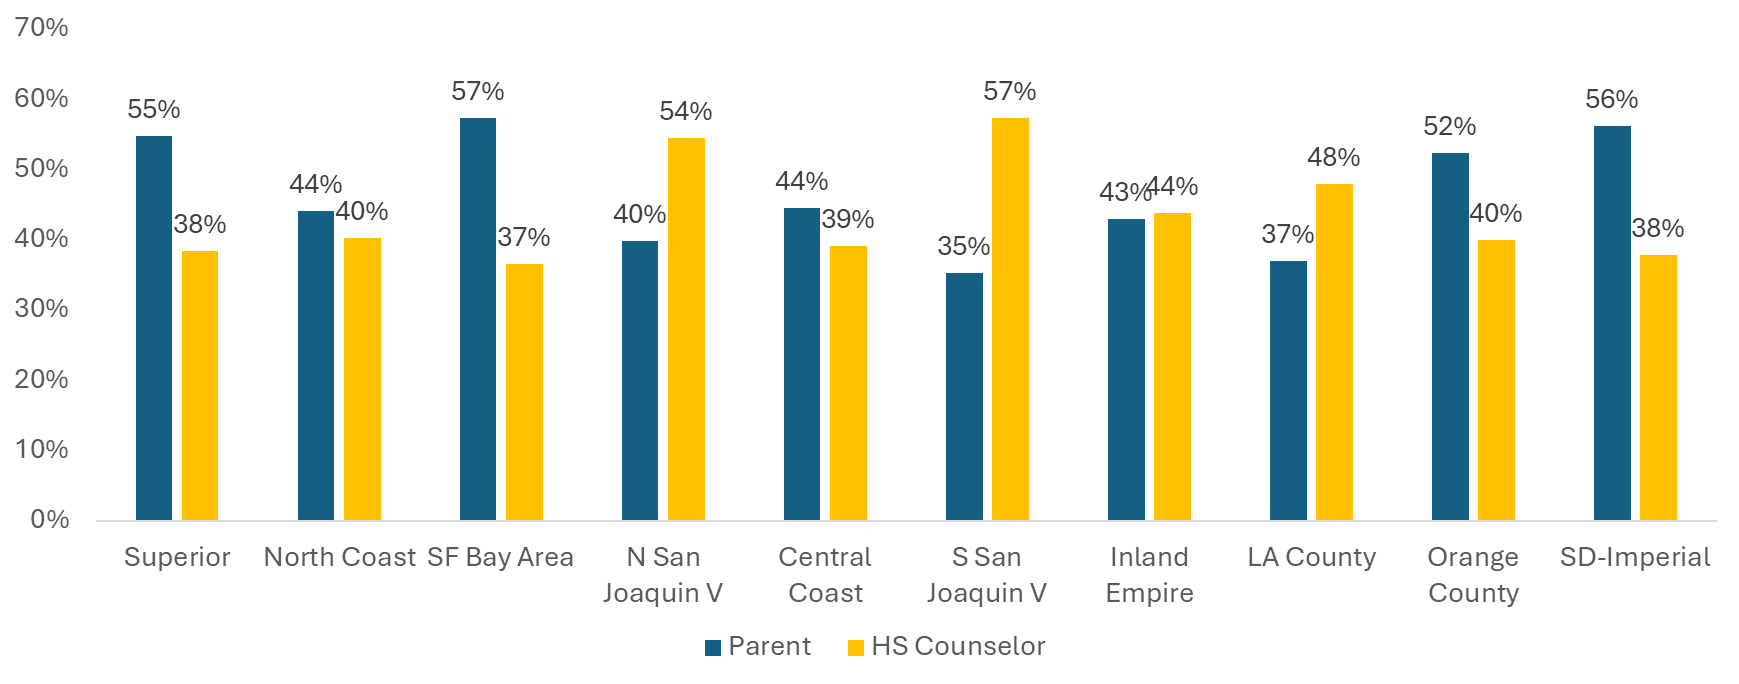 70%
60%
50%
40%
30%
20%
10%
0%
55%
38%
44%
40%
57%
37%
40%
54%
44%
39%
35%
57%
43%
44%
37%
48%
52%
40%
56%
38%
Superior
North Coast
SF Bay Area
N San
Joaquin V
Central
Coast
S San
Joaquin V
Inland
Empire
LA County
Orange
County
SD-Imperial
Parent
HS Counselor